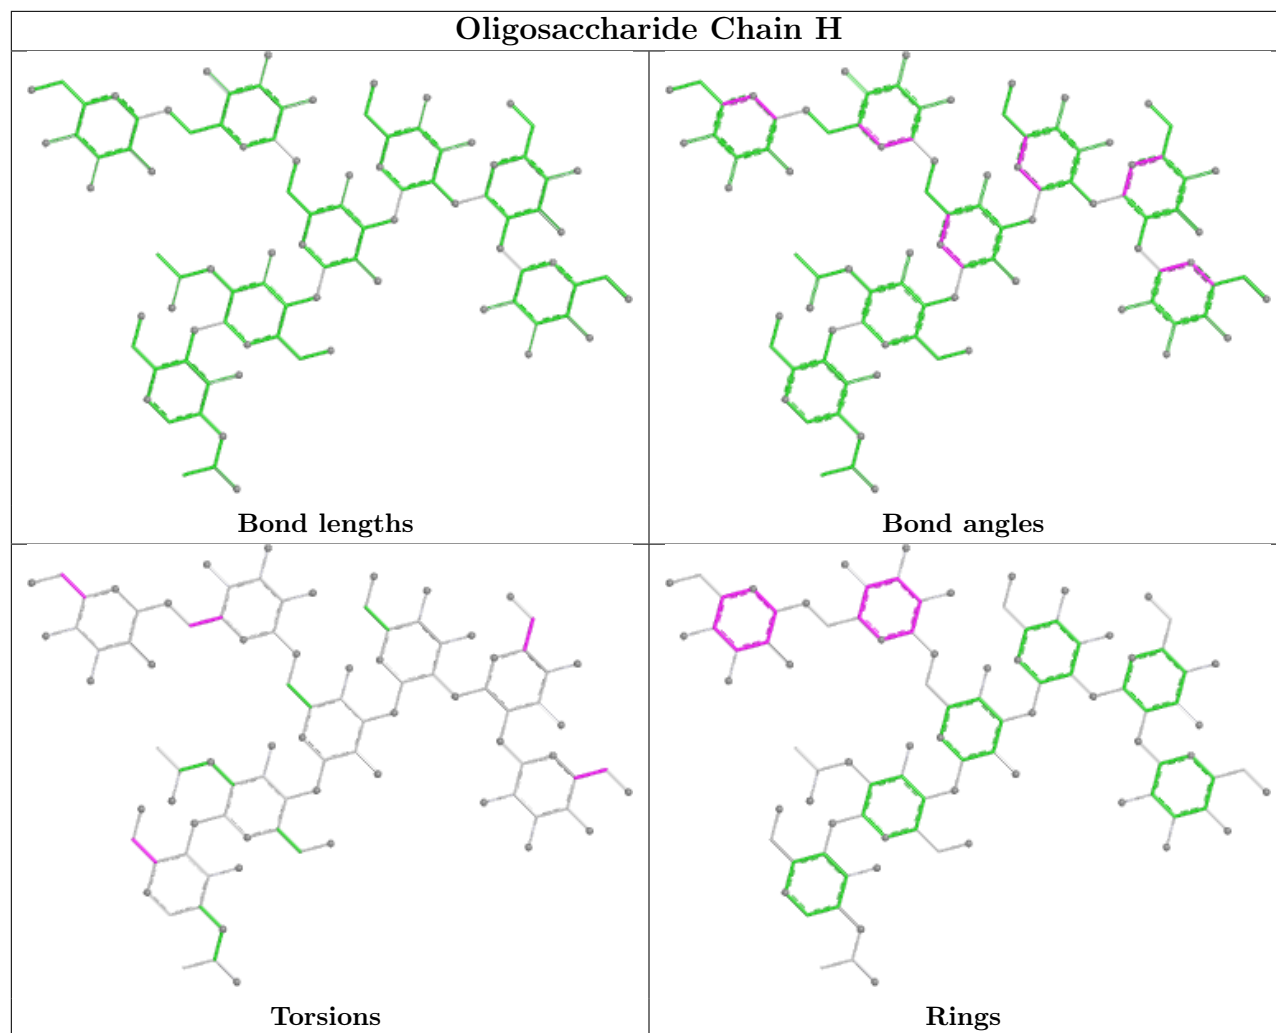 Oligosaccharide Chain H
Bond lengths
Bond angles
Torsions
Rings